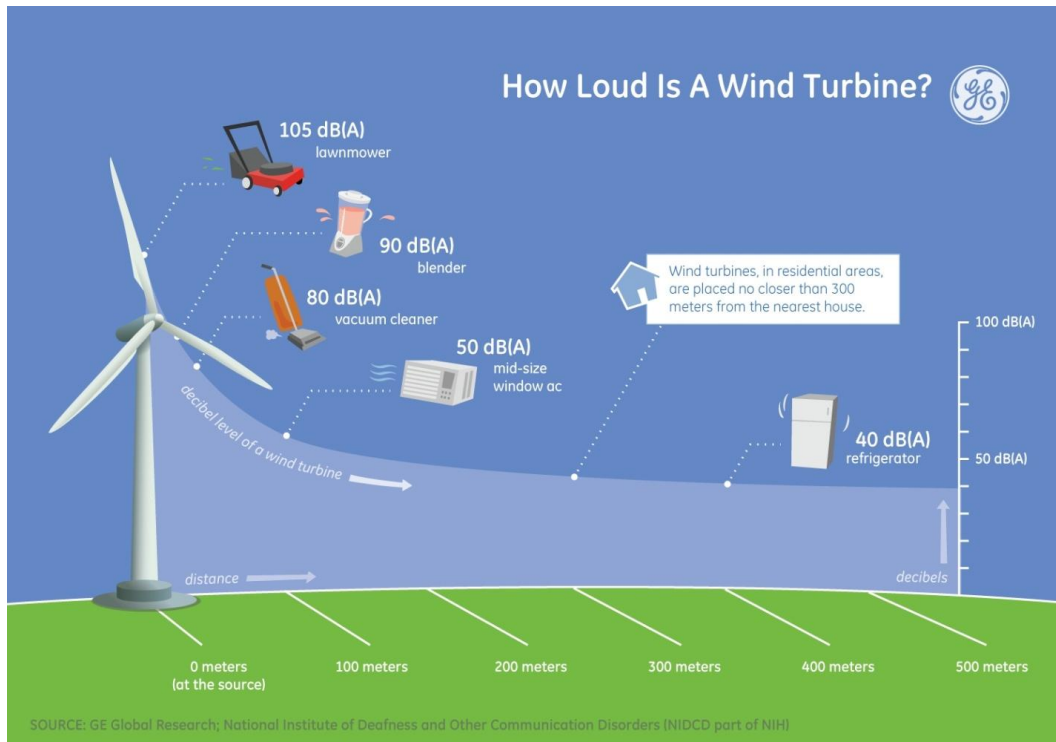 How Loud Is A Wind Turbine?
GE
105 dB(A)
lawnmower
90 dB(A)
blender
80 dB(A)
vacuum cleaner
50 dB(A)
mid-size
window ac
Wind turbines, in residential areas,
are placed no closer than 300
meters from the nearest house.
100 dB(A)
40 dB(A)
refrigerator
50 dB(A)
decibel level of a wind turbine
distance
decibels
0 meters
(at the source)
100 meters
200 meters
300 meters
400 meters
500 meters
SOURCE: GE Global Research; National Institute of Deafness and Other Communication Disorders (NIDCD part of NIH)